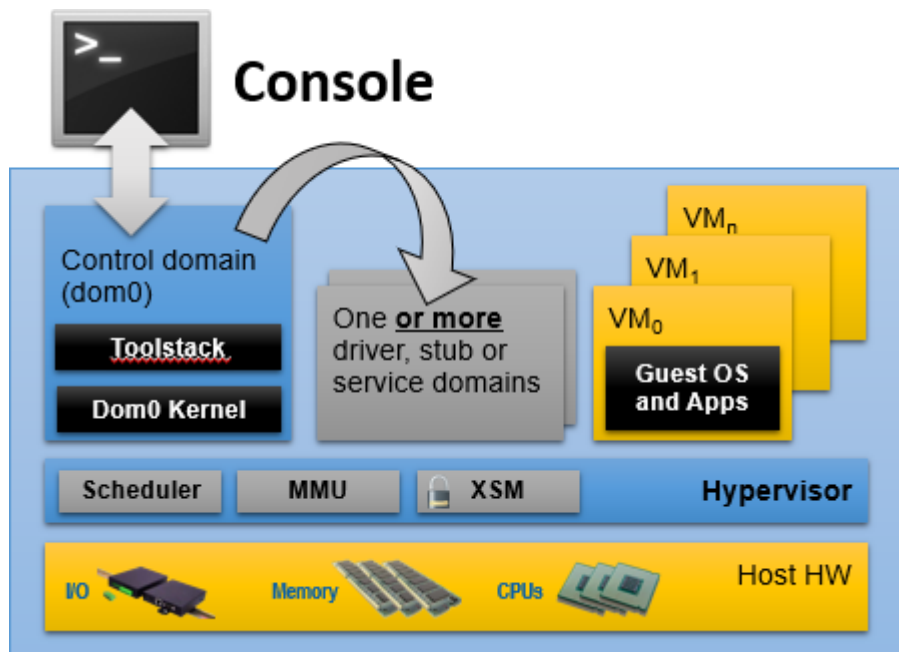 >_
Console
Control domain
(dom0)
Toolstack
Dom0 Kernel
One or more
driver, stub or
service domains
VMn
VM1
VM0
Guest OS
and Apps
Scheduler
MMU
XSM
Hypervisor
I/O
Memory
CPUs
Host HW